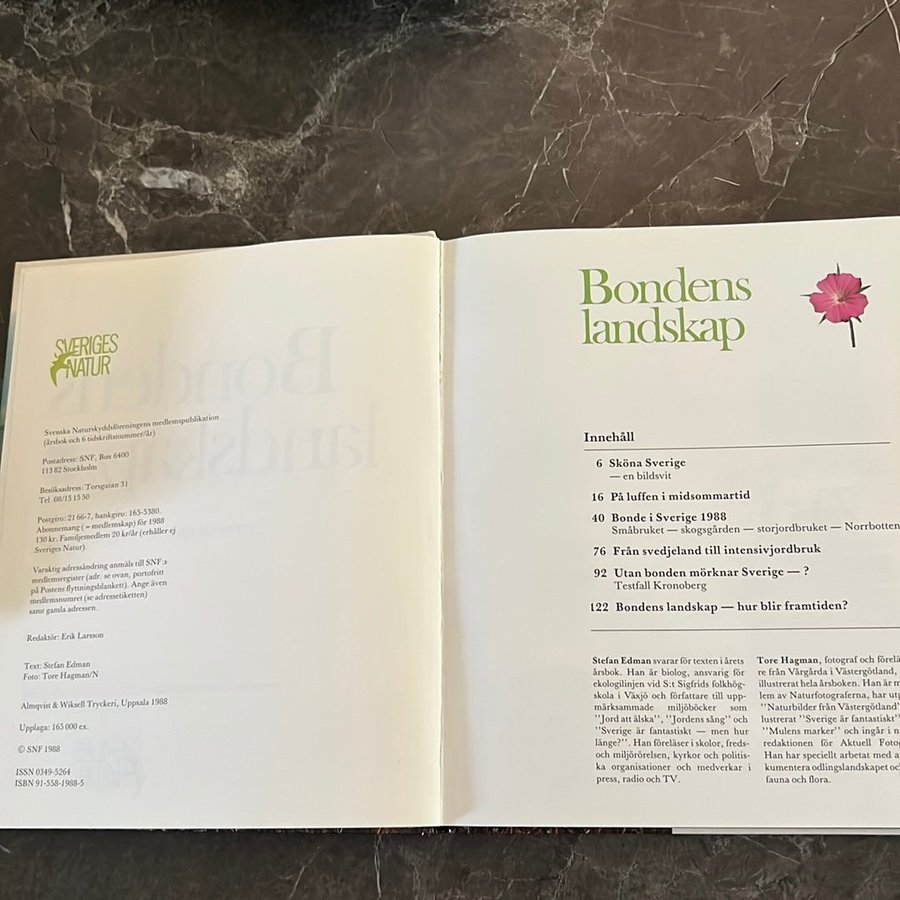 SVERIGES
NATUR
Svenska Naturskyddsföreningens medlemspublikation
(årsbok och 6 tidskriftsnummer/år)
Postadress: SNF, Box 6400
113 82 Stockholm
Besöksadress: Torsgatan 31
Tel. 08/15 15 50
Postgiro: 21 66-7, bankgiro: 165-5380.
Abonnemang (= medlemskap) för 1988
130 kr. Familjemedlem 20 kr/år (erhåller ej
Sveriges Natur).
Varaktig adressändring anmäls till SNF:s
medlemsregister (adr. se ovan, portofritt
på Postens flyttningsblankett). Ange även
medlemsnumret (se adressetiketten)
samt gamla adressen.
Redaktör: Erik Larsson
Text: Stefan Edman
Foto: Tore Hagman/N
Almqvist & Wiksell Tryckeri, Uppsala 1988
Upplaga: 165 000 ex.
© SNF 1988
ISSN 0349-5264
ISBN 91-558-1988-5
Bondens
landskap
Innehåll
6 Sköna Sverige
— en bildsvit
16 På luffen i midsommartid
40 Bonde i Sverige 1988
Småbruket — skogsgården — storjordbruket — Norrbotten
76 Från svedjeland till intensivjordbruk
92 Utan bonden mörknar Sverige — ?
Testfall Kronoberg
122 Bondens landskap — hur blir framtiden?
Stefan Edman svarar för texten i årets
årsbok. Han är biolog, ansvarig för
ekologilinjen vid S:t Sigfrids folkhög-
skola i Växjö och författare till upp-
märksammade miljöböcker som
"Jord att älska", "Jordens sång" och
"Sverige är fantastiskt — men hur
länge?". Han föreläser i skolor, freds-
och miljörörelsen, kyrkor och politis-
ka organisationer och medverkar i
press, radio och TV.
Tore Hagman, fotograf och förelä
re från Vårgårda i Västergötland,
illustrerat hela årsboken. Han är m
lem av Naturfotograferna, har utg
"Naturbilder från Västergötland"
lustrerat "Sverige är fantastiskt"
"Mulens marker" och ingår i n
redaktionen för Aktuell Foto
Han har speciellt arbetat med a
kumentera odlingslandskapet oc
fauna och flora.